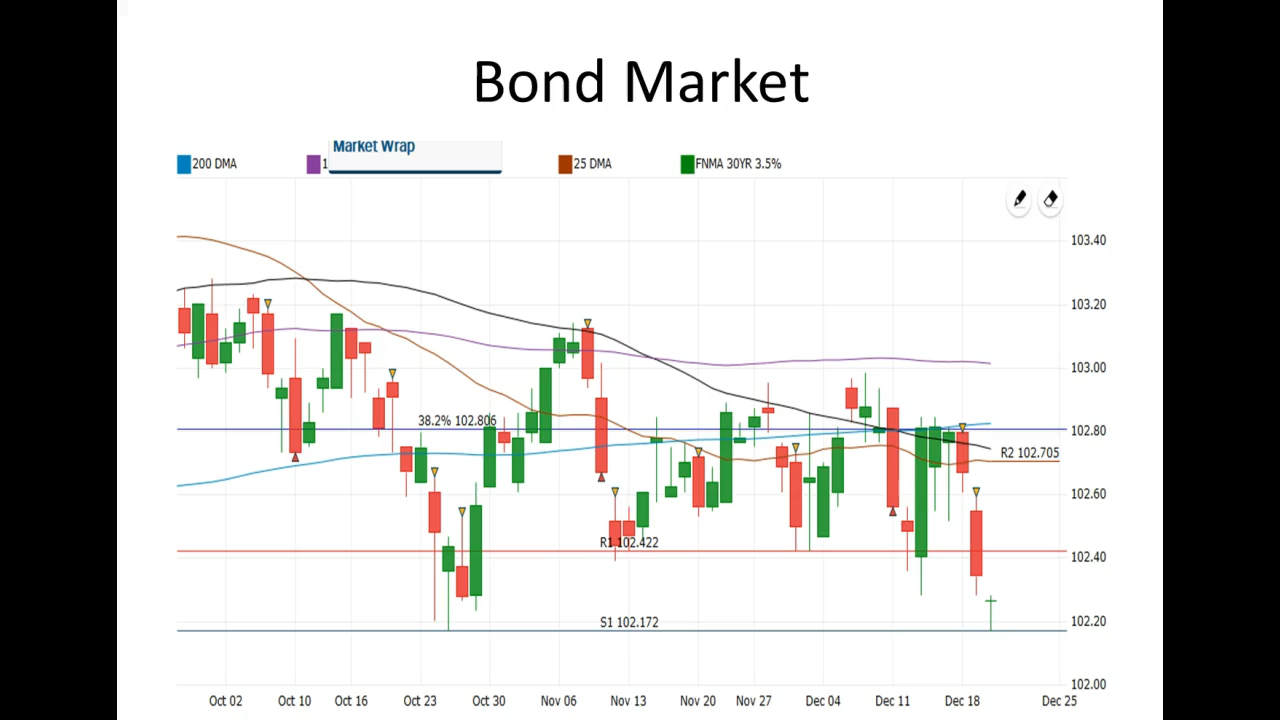 Bond Market
Market Wrap
200 DMA
1
25 DMA
FNMA 30YR 3.5%
103.40
103.20
103.00
38.2% 102.806
102.80
R2 102.705
102.60
R1 102.422
102.40
S1 102.172
102.20
102.00
Oct 02 Oct 10 Oct 16 Oct 23 Oct 30 Nov 06 Nov 13 Nov 20 Nov 27 Dec 04 Dec 11 Dec 18 Dec 25